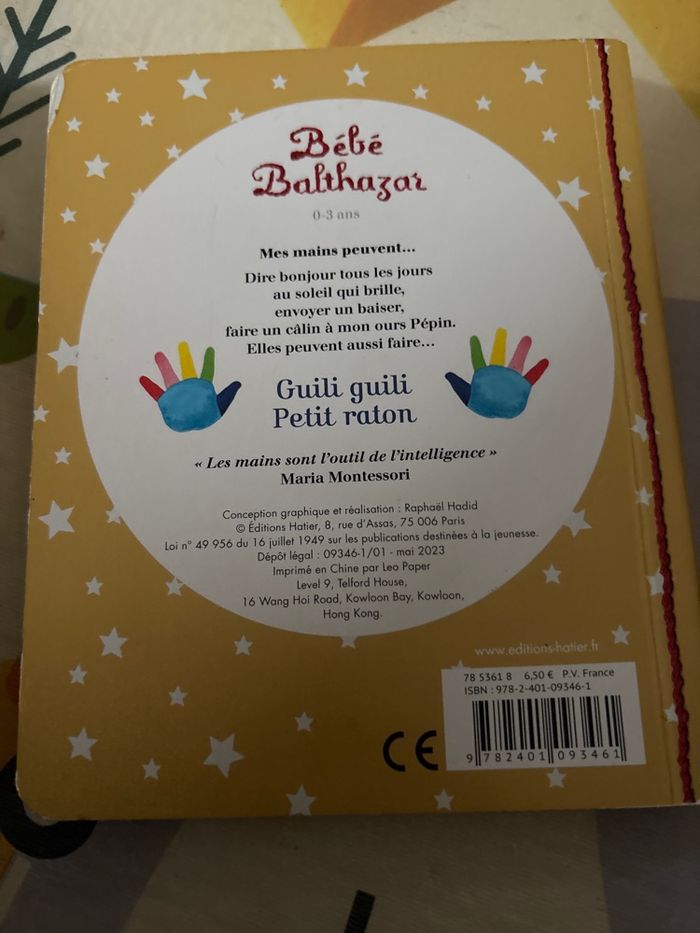 Bébé
Balthazar
0-3 ans
Mes mains peuvent...
Dire bonjour tous les jours
au soleil qui brille,
envoyer un baiser,
faire un câlin à mon ours Pépin.
Elles peuvent aussi faire...
Guili guili
Petit raton
« Les mains sont l'outil de l'intelligence »
Maria Montessori
Conception graphique et réalisation : Raphaël Hadid
© Éditions Hatier, 8, rue d'Assas, 75 006 Paris
Loi n° 49 956 du 16 juillet 1949 sur les publications destinées à la jeunesse.
Dépôt légal : 09346-1/01 - mai 2023
Imprimé en Chine par Leo Paper
Level 9, Telford House,
16 Wang Hoi Road, Kowloon Bay, Kowloon,
Hong Kong.
www.editions-hatier.fr
78 5361 8 6,50 € P.V. France
ISBN : 978-2-401-09346-1
CE
9 782401 093461